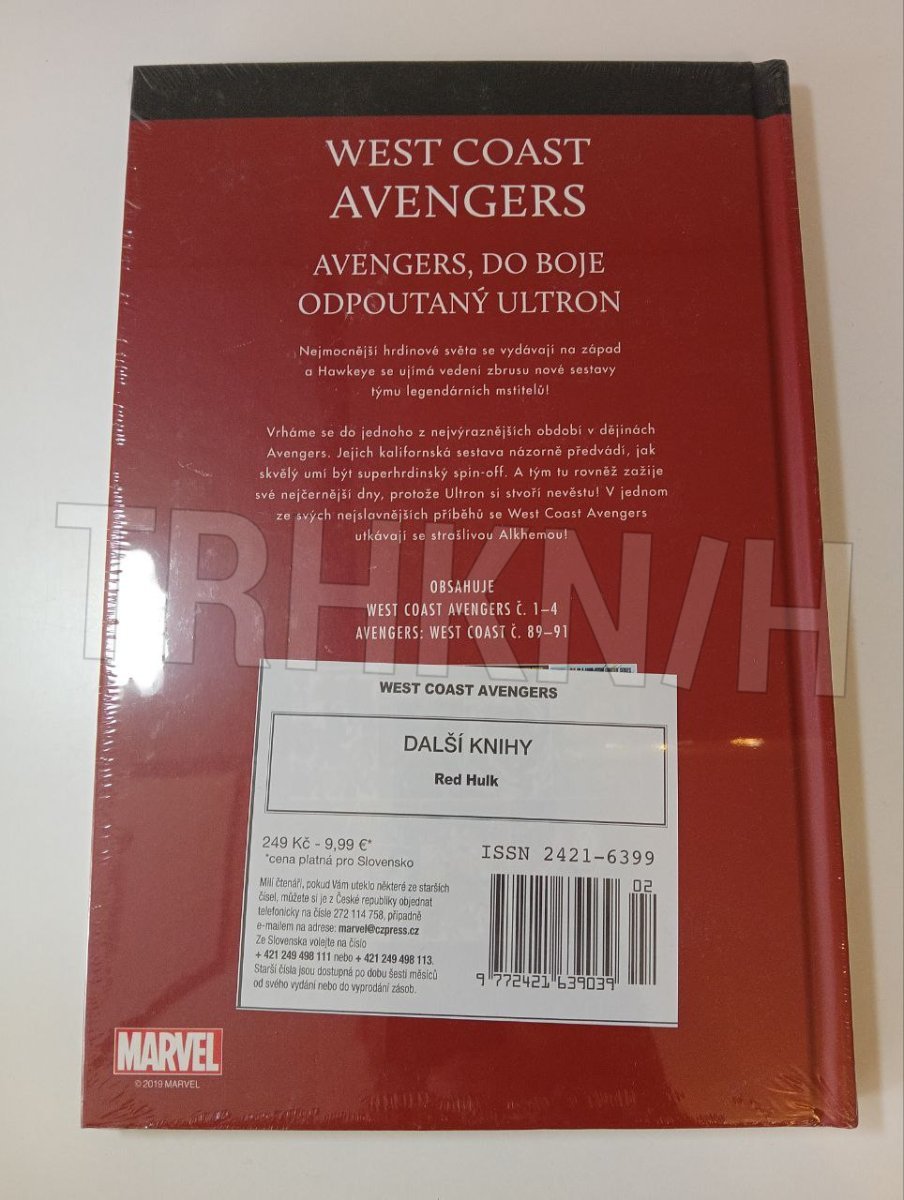 WEST COAST
AVENGERS
AVENGERS, DO BOJE
ODPOUTANÝ ULTRON
Nejmocnější hrdinové světa se vydávají na západ
a Hawkeye se ujímá vedení zbrusu nové sestavy
týmu legendárních mstitelů!
Vrháme se do jednoho z nejvýraznějších období v dějinách
Avengers. Jejich kalifornská sestava názorně předvádí, jak
skvělý umí být superhrdinský spin-off. A tým tu rovněž zažije
své nejčernější dny, protože Ultron si stvoří nevěstu! V jednom
ze svých nejslavnějších příběhů se West Coast Avengers
utkávají se strašlivou Alkhemou!
TRHKNIH
OBSAHUJE
WEST COAST AVENGERS č. 1–4
AVENGERS: WEST COAST č. 89–91
WEST COAST AVENGERS
DALŠÍ KNIHY
Red Hulk
249 Kč - 9,99 €*
*cena platná pro Slovensko
Milí čtenáři, pokud Vám uteklo některé ze starších
čísel, můžete si je z České republiky objednat
telefonicky na čísle 272 114 758, případně
e-mailem na adrese: marvel@czpress.cz
Ze Slovenska volejte na číslo
+ 421 249 498 111 nebo + 421 249 498 113.
Starší čísla jsou dostupná po dobu šesti měsíců
od svého vydání nebo do vyprodání zásob.
ISSN 2421-6399
02
9 772421 639039
MARVEL
© 2019 MARVEL